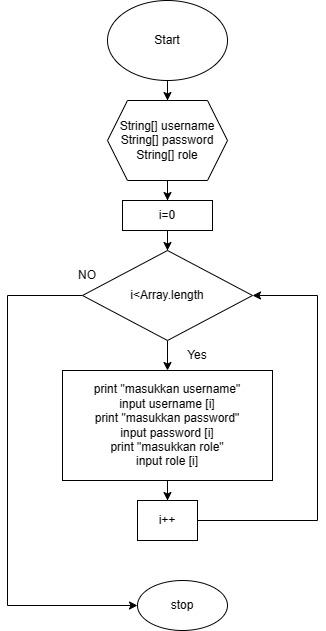 Start
String[] username
String[] password
String[] role
i=0
i<Array.length
NO
Yes
print "masukkan username"
input username [i]
print "masukkan password"
input password [i]
print "masukkan role"
input role [i]
i++
stop